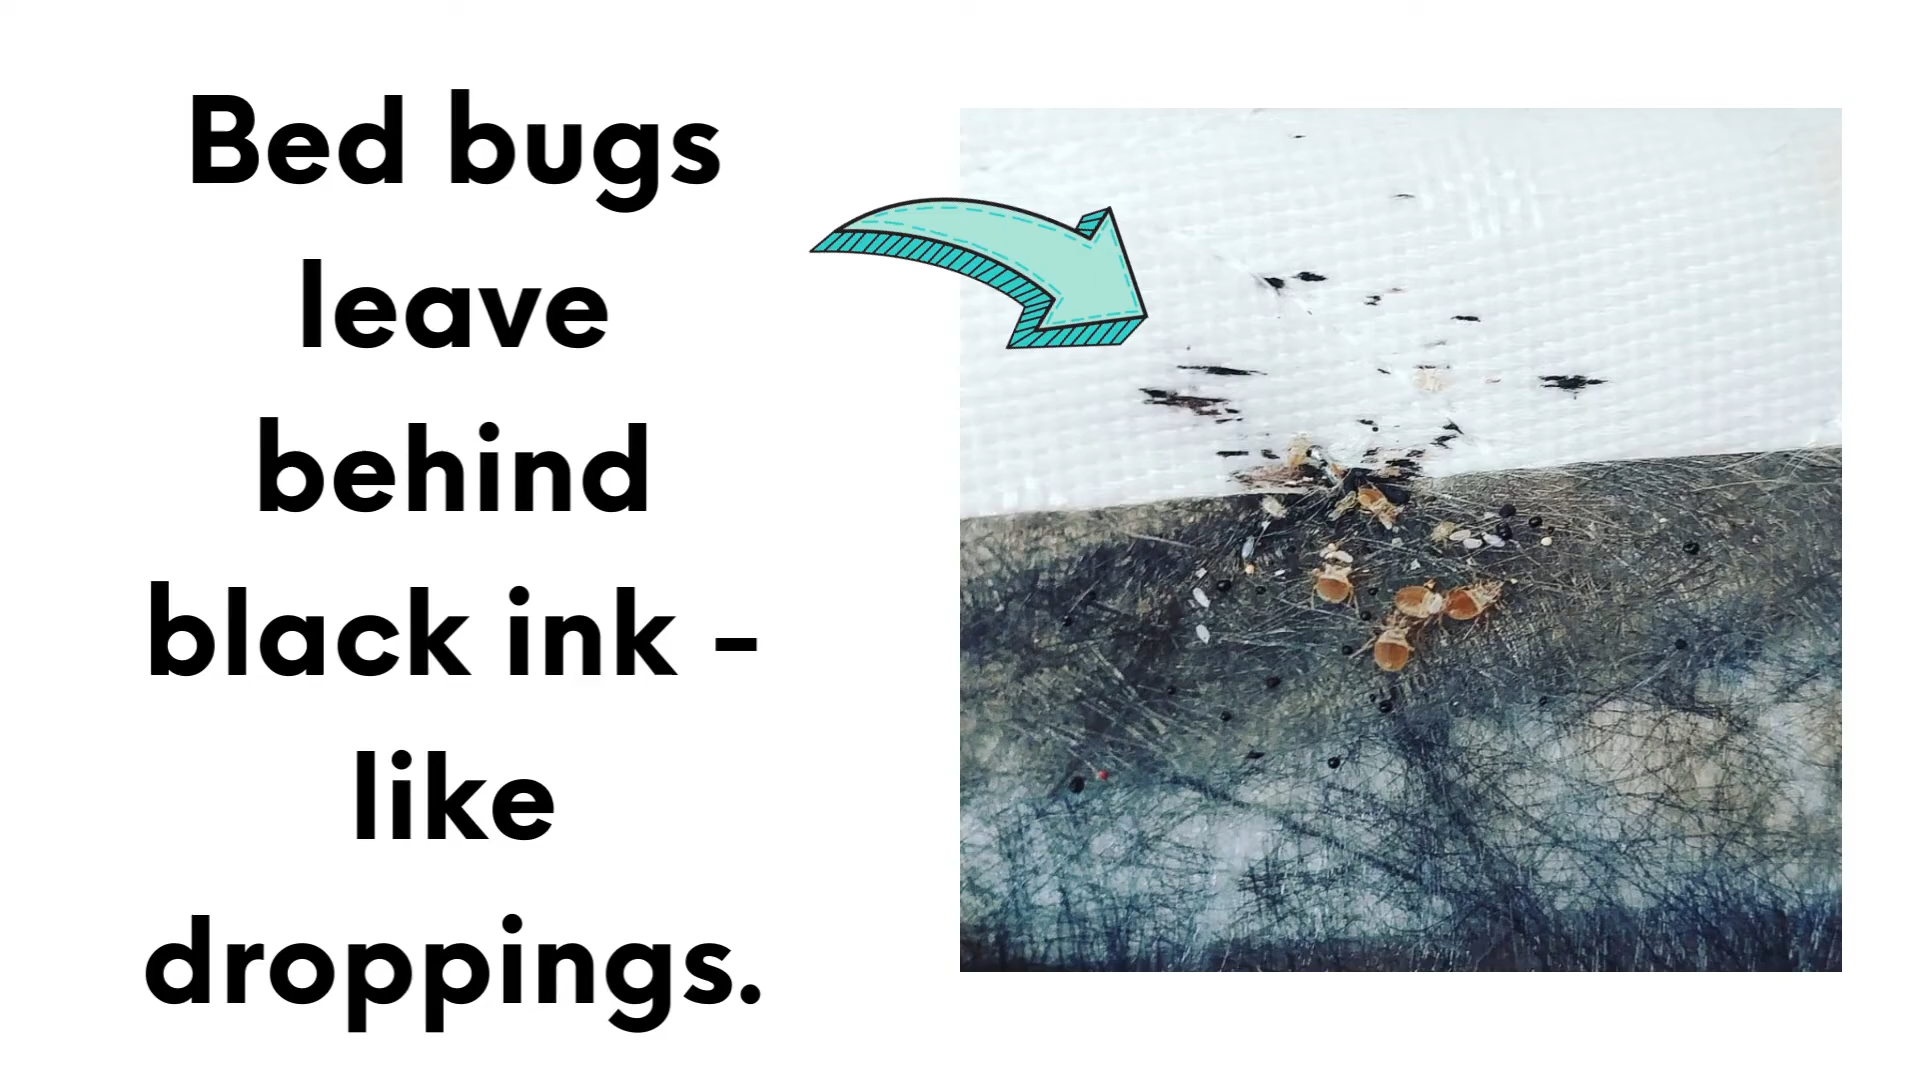 Bed bugs
leave
behind
black ink -
like
droppings.